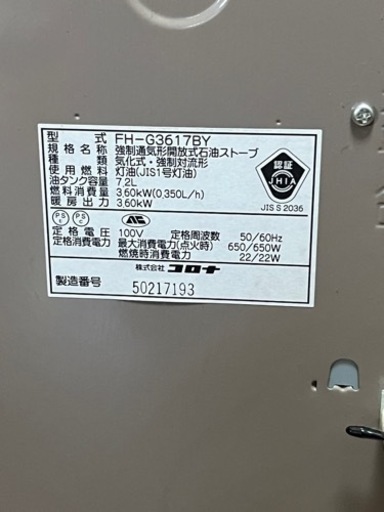 型式 FH-G3617BY
規格名称 強制通気形開放式石油ストーブ
種類 気化式・強制対流形
使用燃料 灯油(JIS1号灯油)
油タンク容量 7.2L
燃料消費量 3.60kW(0.350L/h)
暖房出力 3.60kW
認証
JHIA
JIS S 2036
PS E
PS C
定格電圧 100V 定格周波数 50/60Hz
定格消費電力 最大消費電力(点火時) 650/650W
燃焼時消費電力 22/22W
株式会社 コロナ
製造番号 50217193